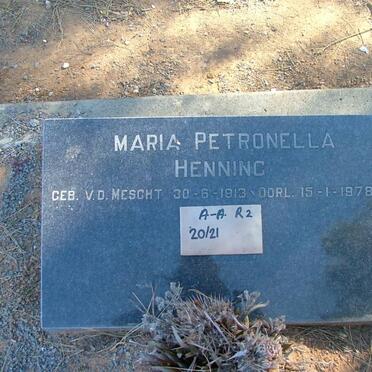 MARIA PETRONELLA
HENNING
GEB. V.D. MESCHT 30-6-1913 OORL. 15-1-1978
A-A R2
20/21